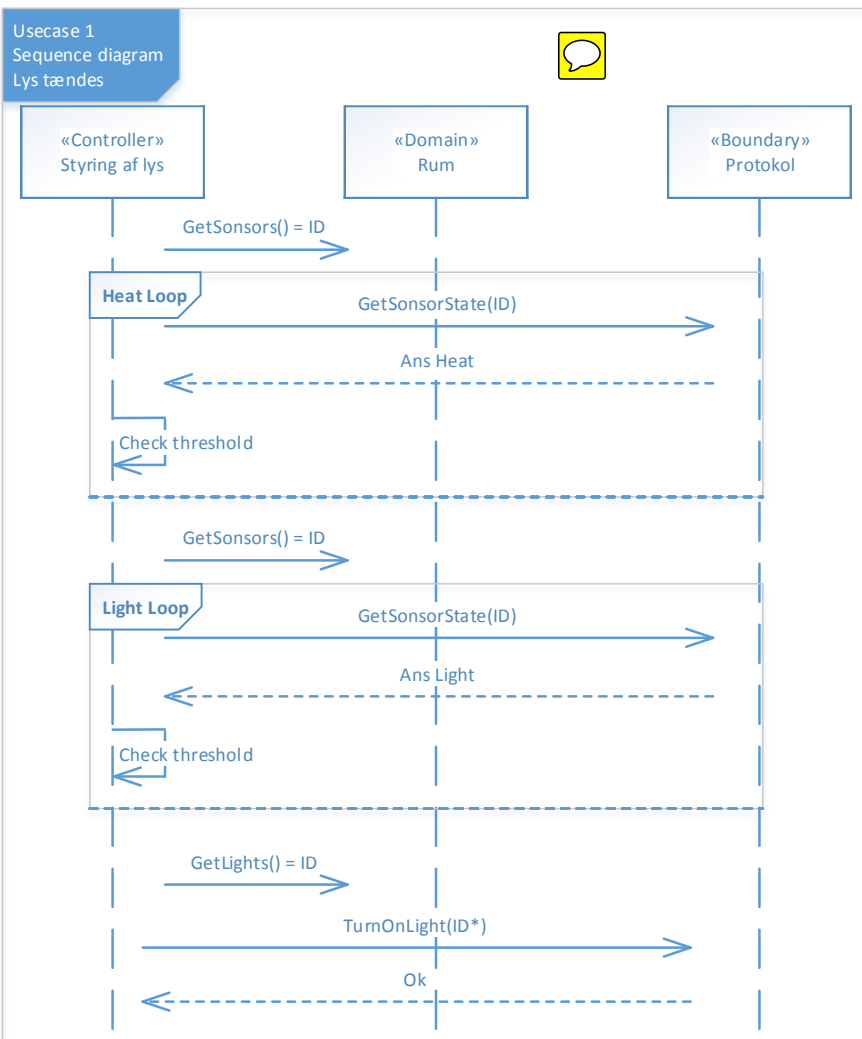 Usecase 1
Sequence diagram
Lys tændes
«Controller»
Styring af lys
«Domain»
Rum
«Boundary»
Protokol
GetSonsors() = ID
Heat Loop
GetSonsorState(ID)
Ans Heat
Check threshold
GetSonsors() = ID
Light Loop
GetSonsorState(ID)
Ans Light
Check threshold
GetLights() = ID
TurnOnLight(ID*)
Ok